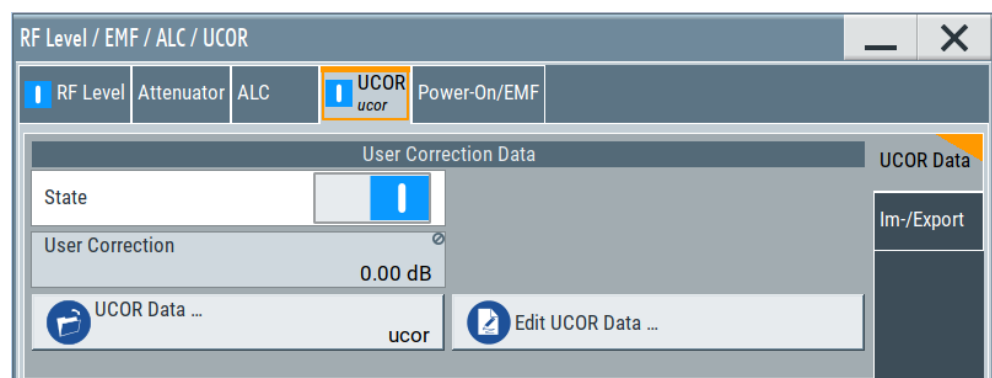 RF Level / EMF / ALC / UCOR
RF Level Attenuator ALC UCOR Power-On/EMF
ucor
User Correction Data
UCOR Data
State
Im-/Export
User Correction
0.00 dB
UCOR Data ...
ucor
Edit UCOR Data ...